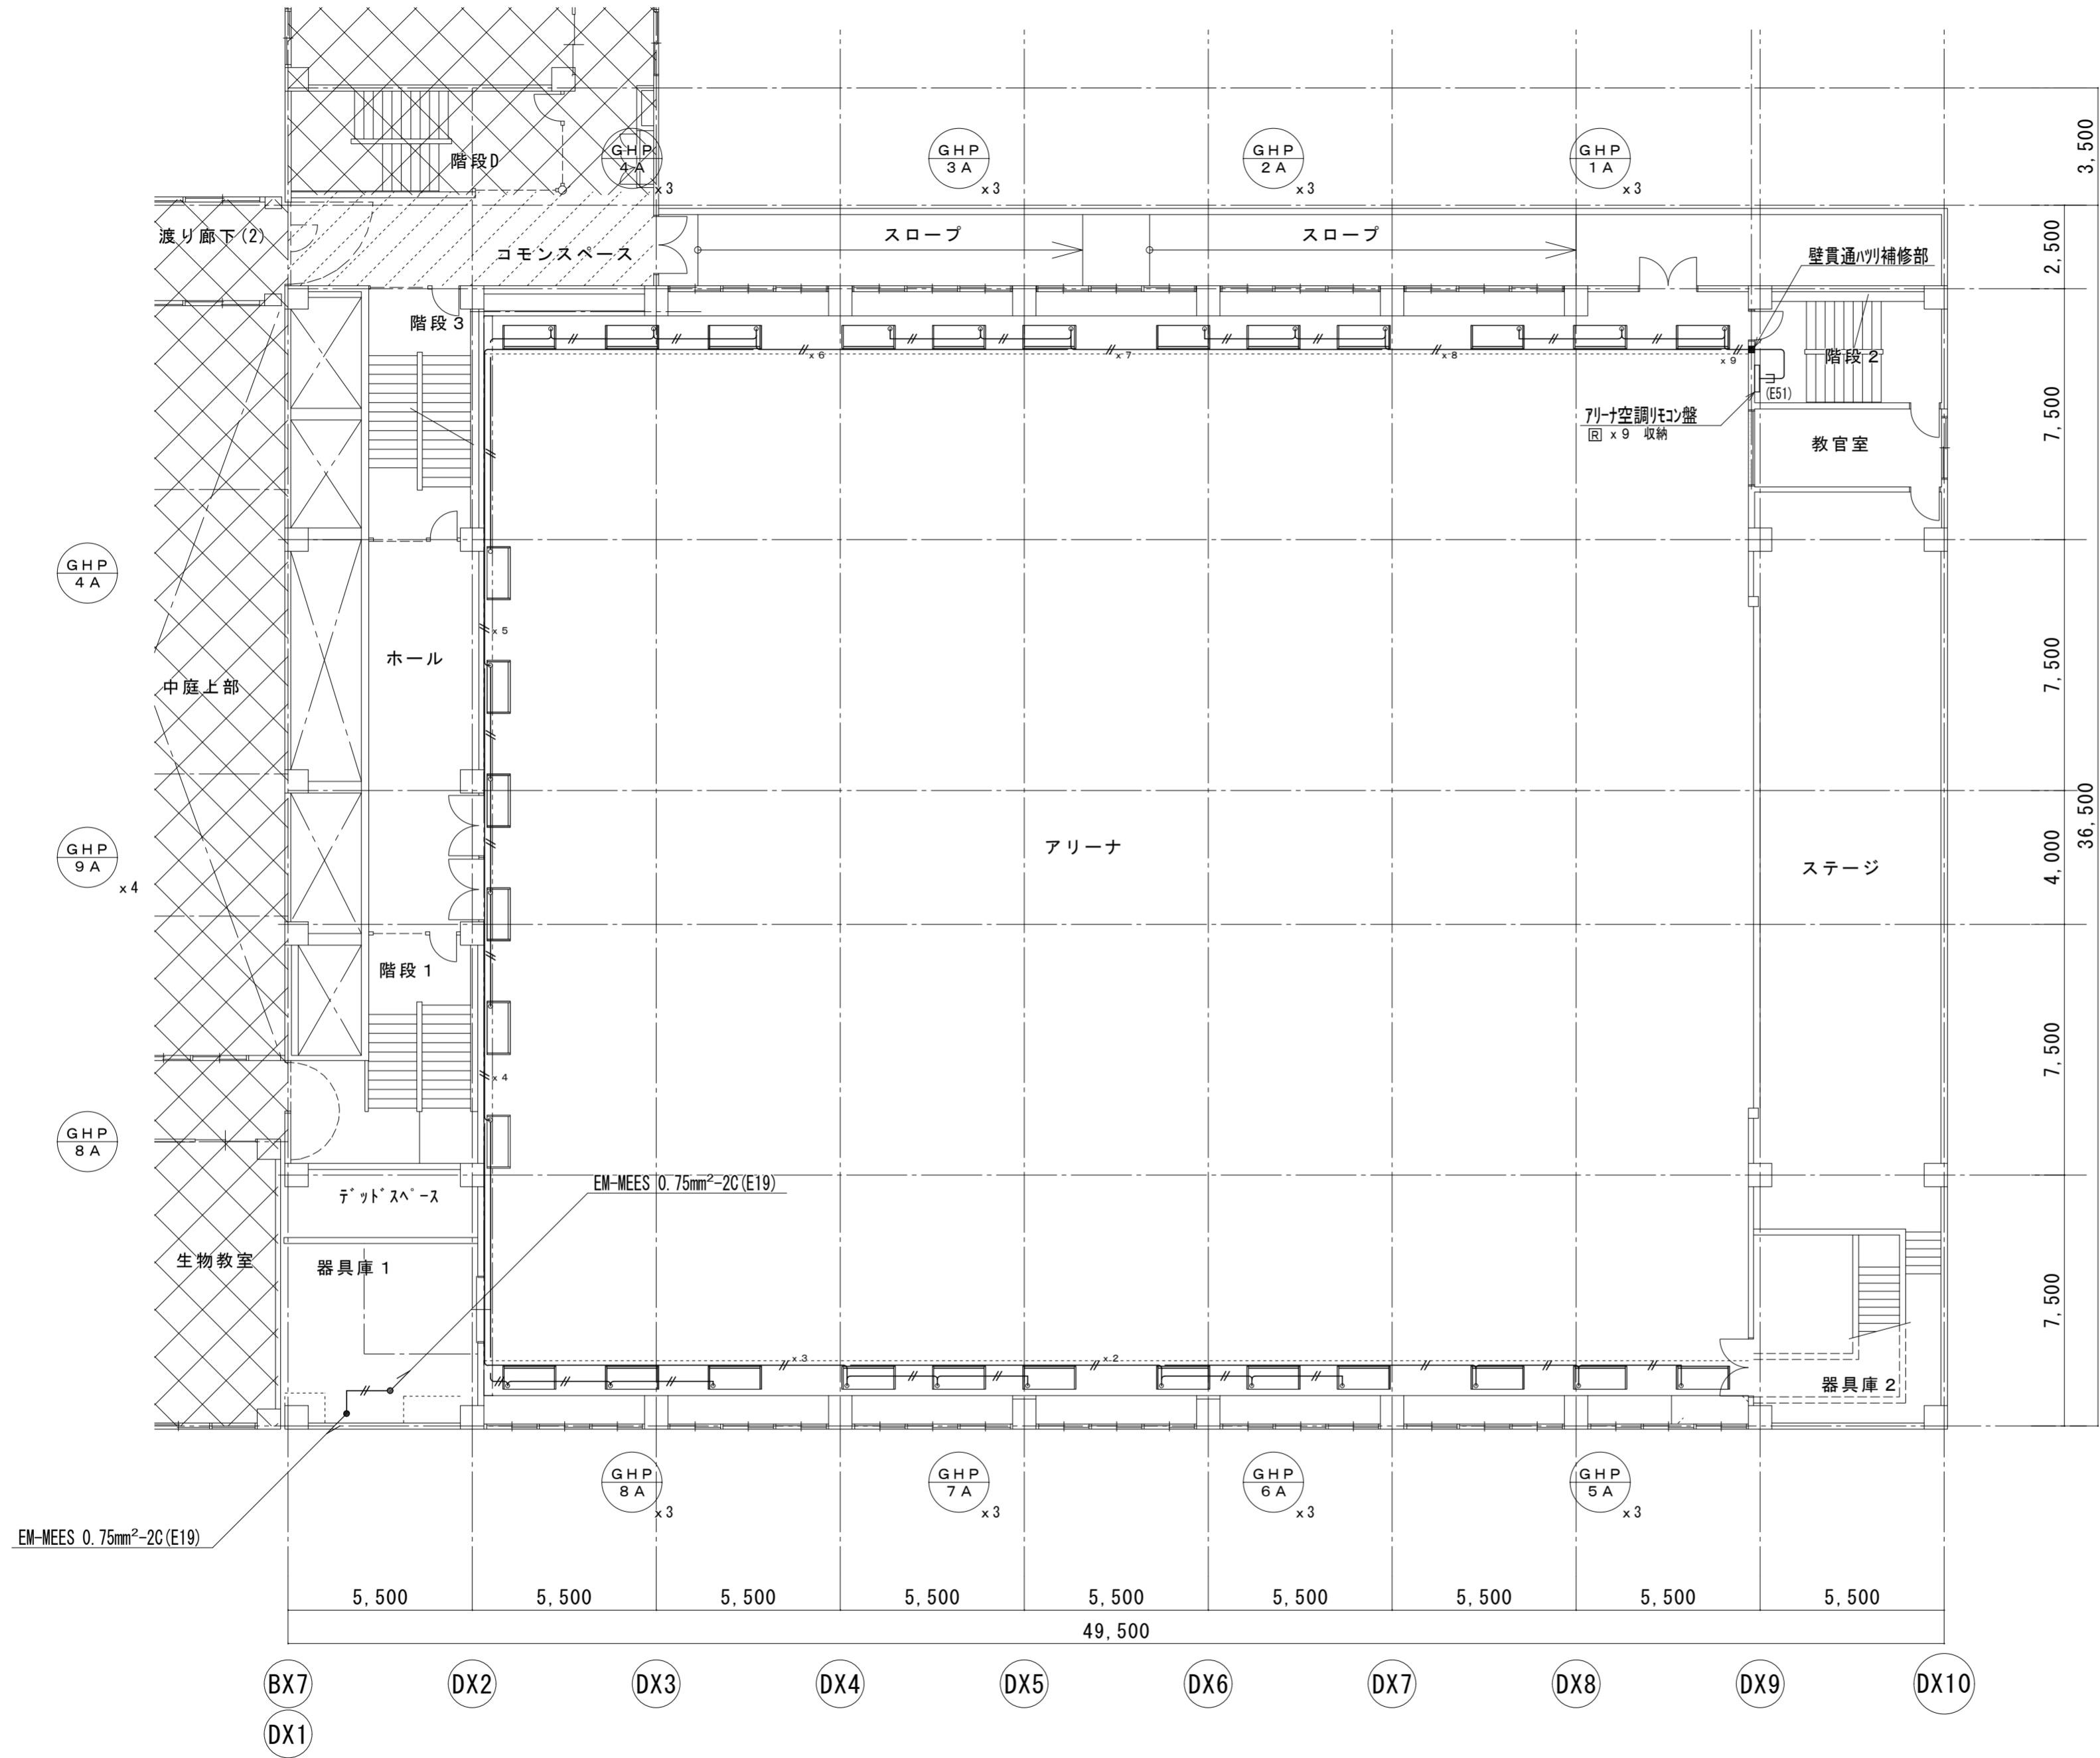 階段D
GHP
4A
x3
GHP
3A
x3
GHP
2A
x3
GHP
1A
x3
3,500
渡り廊下(2)
コモンスペース
スロープ
スロープ
壁貫通ハツリ補修部
2,500
階段3
x6
x7
x8
x9
階段2
(E51)
アリーナ空調リモコン盤
R x9 収納
教官室
7,500
GHP
4A
x5
ホール
中庭上部
7,500
GHP
9A
x4
アリーナ
ステージ
4,000
36,500
階段1
x4
7,500
GHP
8A
デッドスペース
EM-MEES 0.75mm²-2C(E19)
生物教室
器具庫1
7,500
x3
x2
器具庫2
GHP
8A
x3
GHP
7A
x3
GHP
6A
x3
GHP
5A
x3
EM-MEES 0.75mm²-2C(E19)
5,500 5,500 5,500 5,500 5,500 5,500 5,500 5,500 5,500
49,500
BX7 DX2 DX3 DX4 DX5 DX6 DX7 DX8 DX9 DX10
DX1